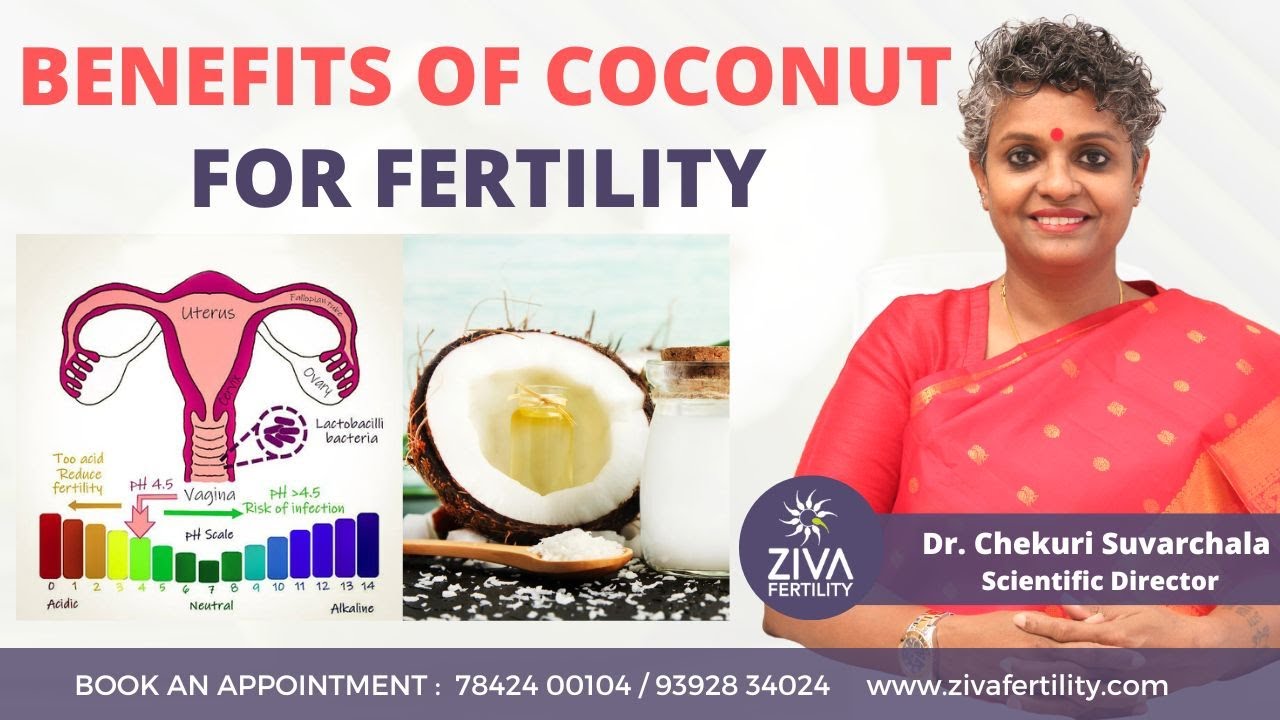 BENEFITS OF COCONUT
FOR FERTILITY
Uterus
Fallopian tube
Ovary
Cervix
Lactobacilli
bacteria
Too acid
Reduce
fertility
pH 4.5
Vagina
pH >4.5
Risk of infection
pH Scale
0 1 2 3 4 5 6 7 8 9 10 11 12 13 14
Acidic
Neutral
Alkaline
ZIVA
FERTILITY
Dr. Chekuri Suvarchala
Scientific Director
BOOK AN APPOINTMENT : 78424 00104 / 93928 34024 www.zivafertility.com